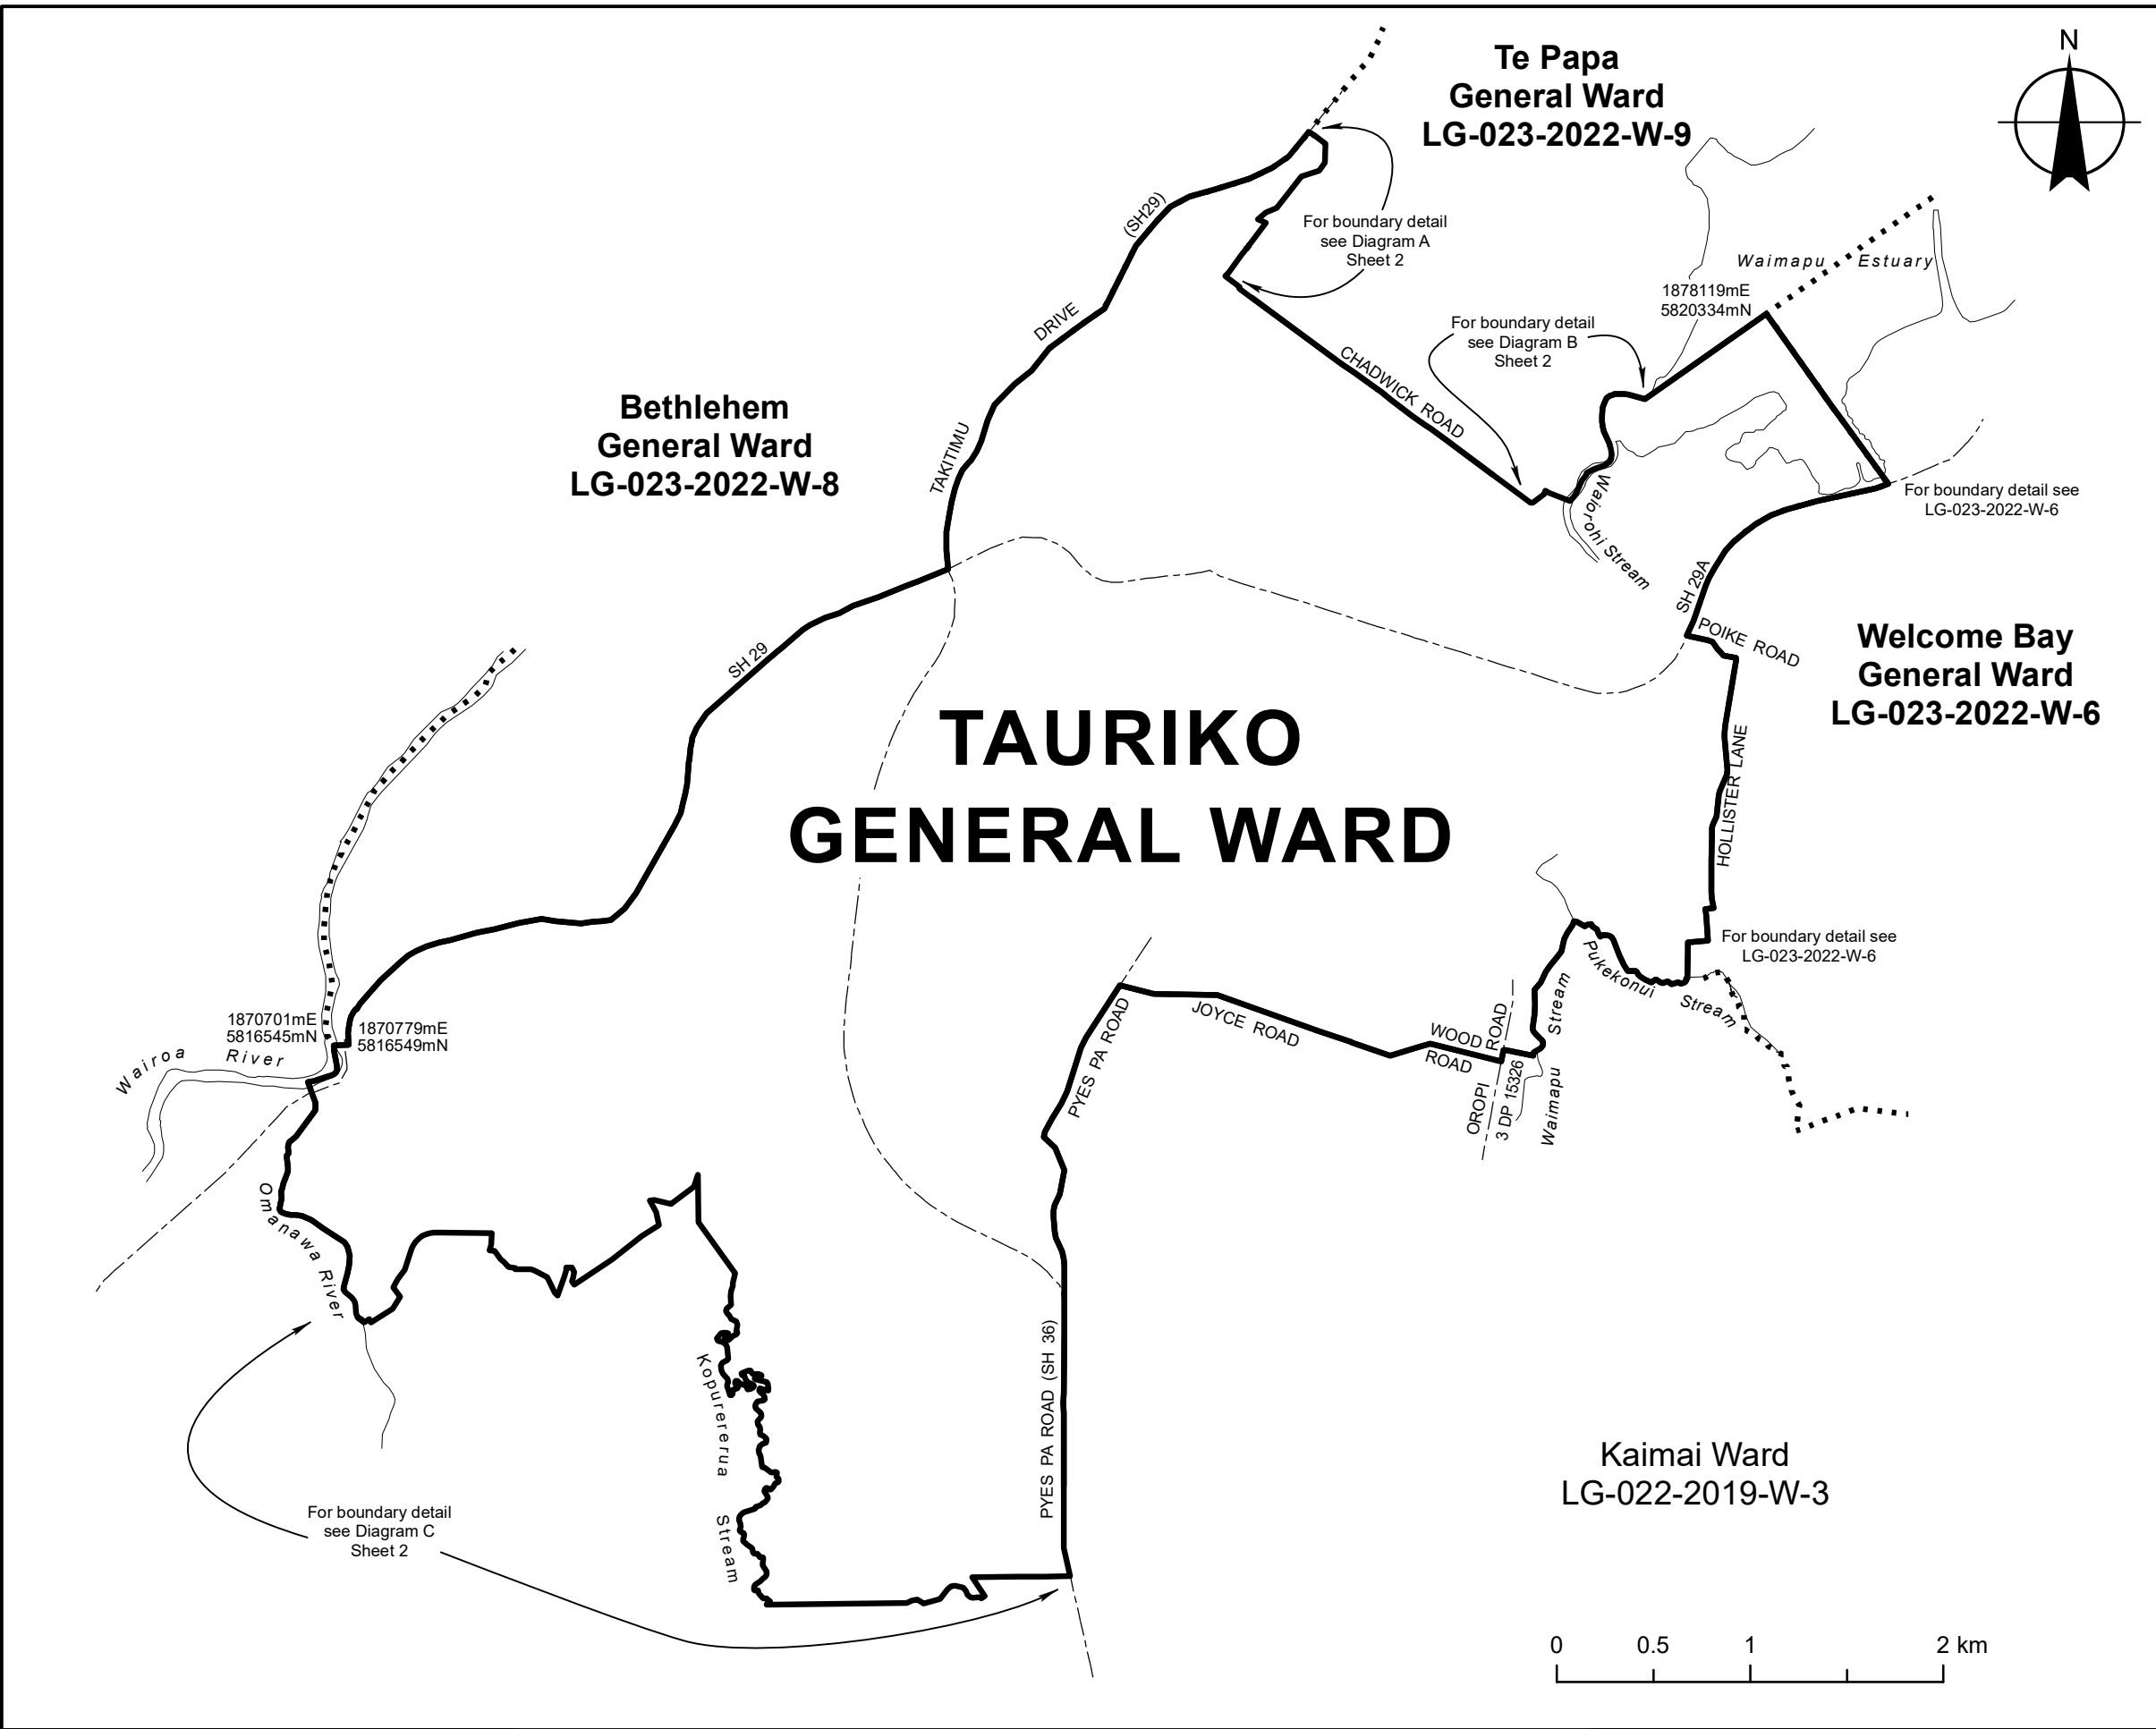 Te Papa
General Ward
LG-023-2022-W-9
N
(SH29)
For boundary detail
see Diagram A
Sheet 2
Waimapu Estuary
1878119mE
5820334mN
DRIVE
For boundary detail
see Diagram B
Sheet 2
CHADWICK ROAD
Bethlehem
General Ward
LG-023-2022-W-8
TAKITIMU
For boundary detail see
LG-023-2022-W-6
Waiorohi Stream
SH 29A
POIKE ROAD
Welcome Bay
General Ward
LG-023-2022-W-6
SH 29
TAURIKO
GENERAL WARD
HOLLISTER LANE
For boundary detail see
LG-023-2022-W-6
Pukekonui Stream
1870701mE
5816545mN
1870779mE
5816549mN
Wairoa River
PYES PA ROAD
JOYCE ROAD
WOOD
ROAD
OROPI ROAD
3 DP 15326
Waimapu Stream
Omanawa River
PYES PA ROAD (SH 36)
Kopurererua Stream
For boundary detail
see Diagram C
Sheet 2
Kaimai Ward
LG-022-2019-W-3
0 0.5 1 2 km